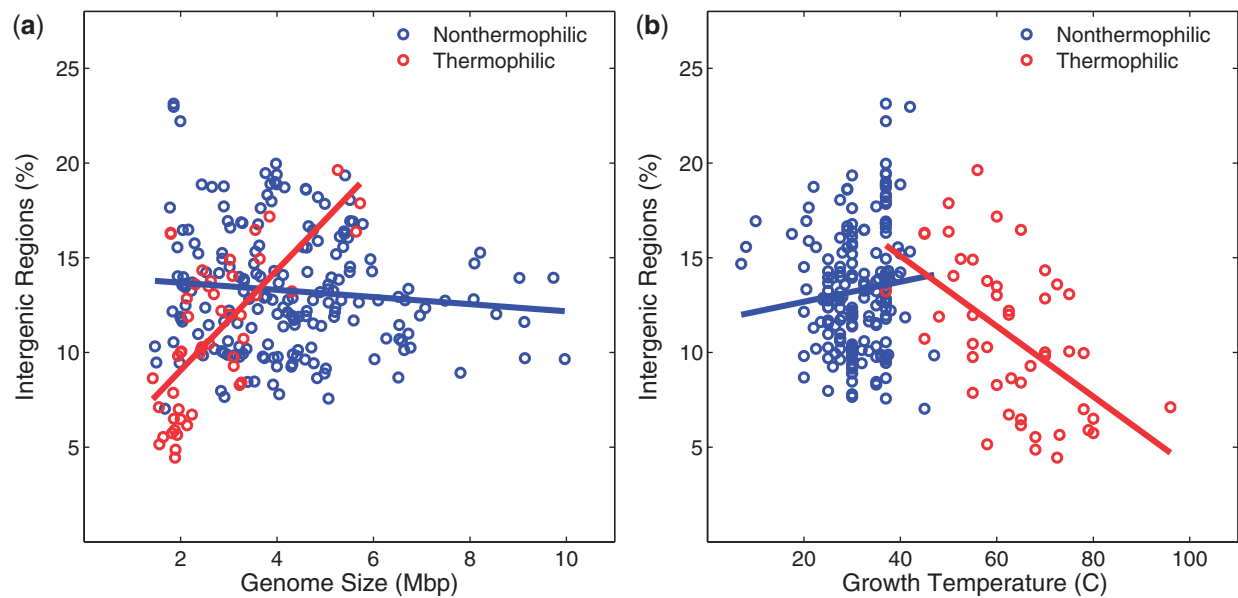 (a)
Nonthermophilic
Thermophilic
25
20
15
10
5
Intergenic Regions (%)
2 4 6 8 10
Genome Size (Mbp)
(b)
Nonthermophilic
Thermophilic
25
20
15
10
5
Intergenic Regions (%)
20 40 60 80 100
Growth Temperature (C)